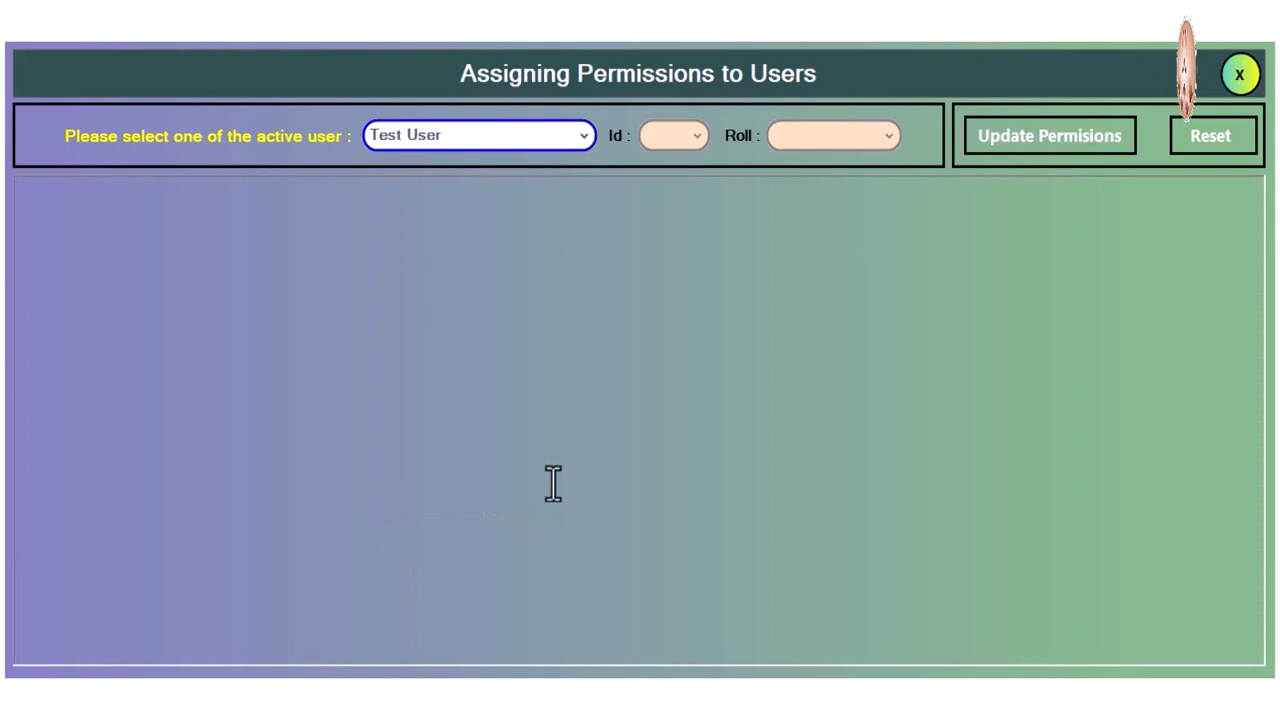 Assigning Permissions to Users
x
Please select one of the active user : Test User Id : Roll : Update Permisions Reset